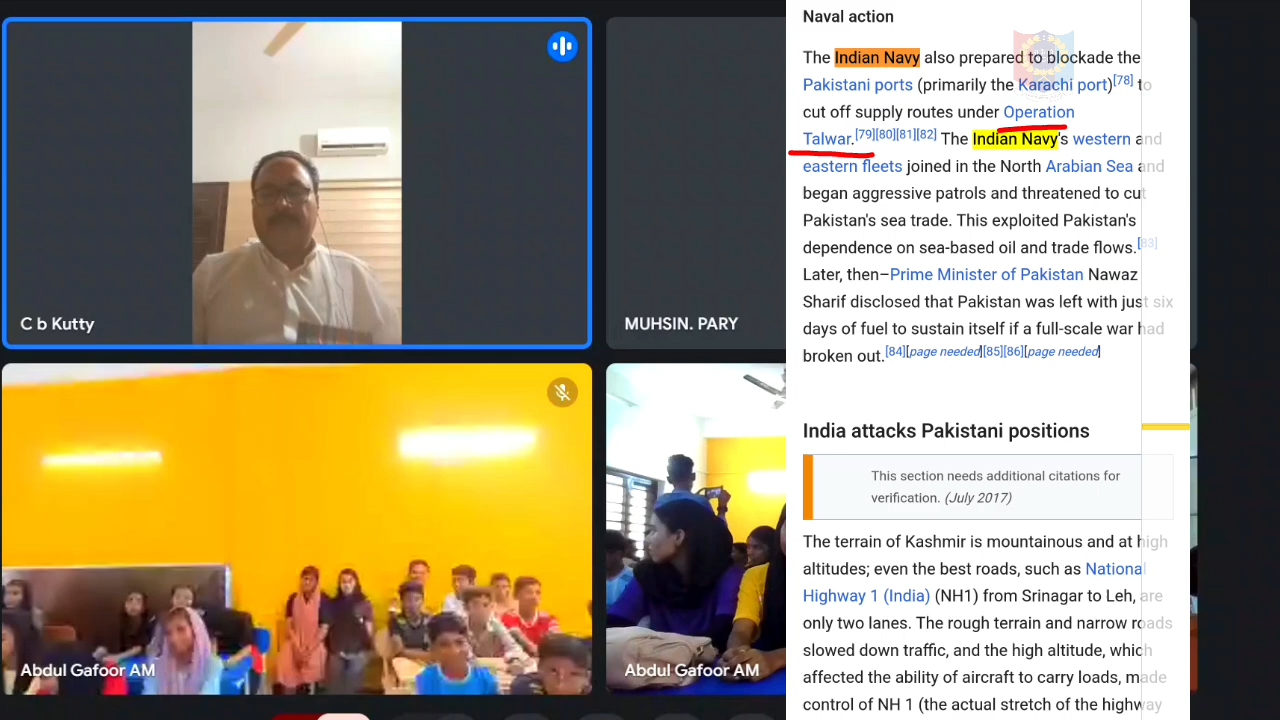 C b Kutty
MUHSIN. PARY
Abdul Gafoor AM
Abdul Gafoor AM
Naval action
The Indian Navy also prepared to blockade the
Pakistani ports (primarily the Karachi port)[78] to
cut off supply routes under Operation
Talwar.[79][80][81][82] The Indian Navy's western and
eastern fleets joined in the North Arabian Sea and
began aggressive patrols and threatened to cut
Pakistan's sea trade. This exploited Pakistan's
dependence on sea-based oil and trade flows.[83]
Later, then–Prime Minister of Pakistan Nawaz
Sharif disclosed that Pakistan was left with just six
days of fuel to sustain itself if a full-scale war had
broken out.[84][page needed][85][86][page needed]
India attacks Pakistani positions
This section needs additional citations for
verification. (July 2017)
The terrain of Kashmir is mountainous and at high
altitudes; even the best roads, such as National
Highway 1 (India) (NH1) from Srinagar to Leh, are
only two lanes. The rough terrain and narrow roads
slowed down traffic, and the high altitude, which
affected the ability of aircraft to carry loads, made
control of NH 1 (the actual stretch of the highway